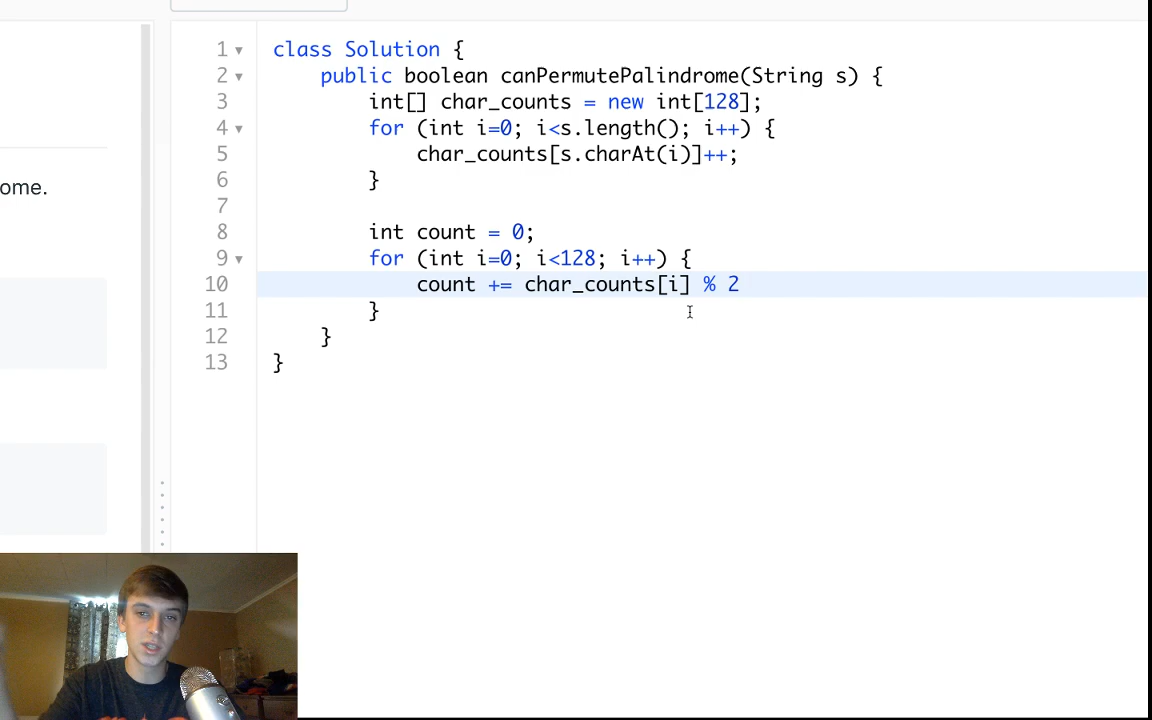 ome.
1 class Solution {
2 public boolean canPermutePalindrome(String s) {
3 int[] char_counts = new int[128];
4 for (int i=0; i<s.length(); i++) {
5 char_counts[s.charAt(i)]++;
6 }
7
8 int count = 0;
9 for (int i=0; i<128; i++) {
10 count += char_counts[i] % 2
11 }
12 }
13 }